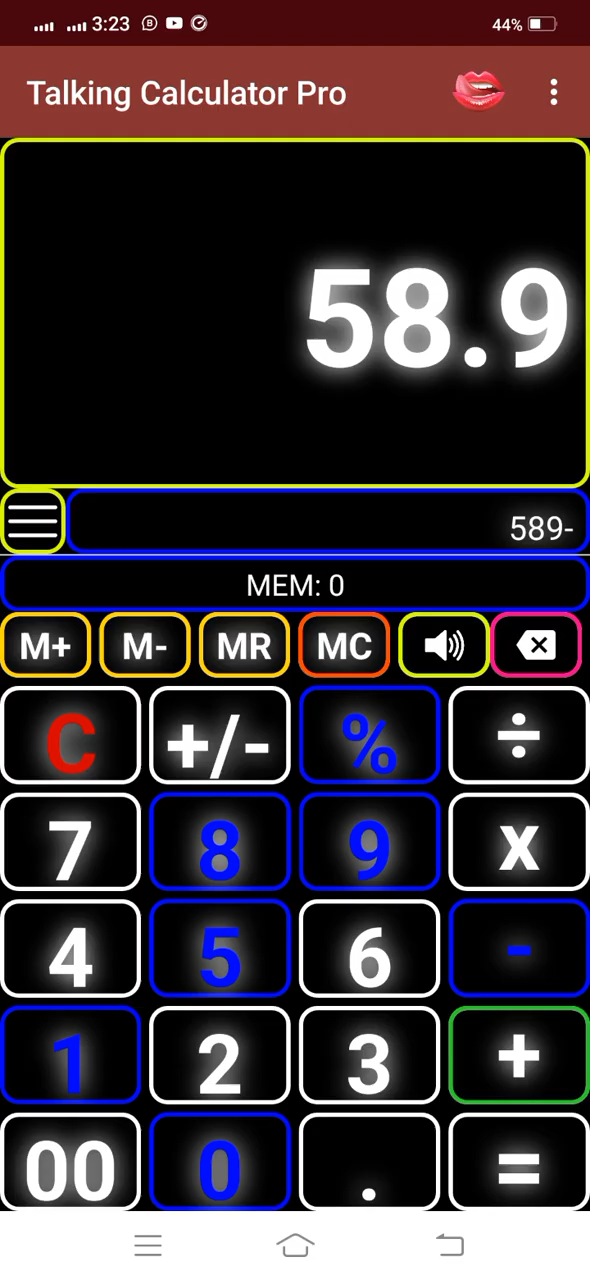 3:23 44%
Talking Calculator Pro
58.9
589-
MEM: 0
M+ M- MR MC
C +/- % ÷
7 8 9 x
4 5 6 -
1 2 3 +
00 0 . =